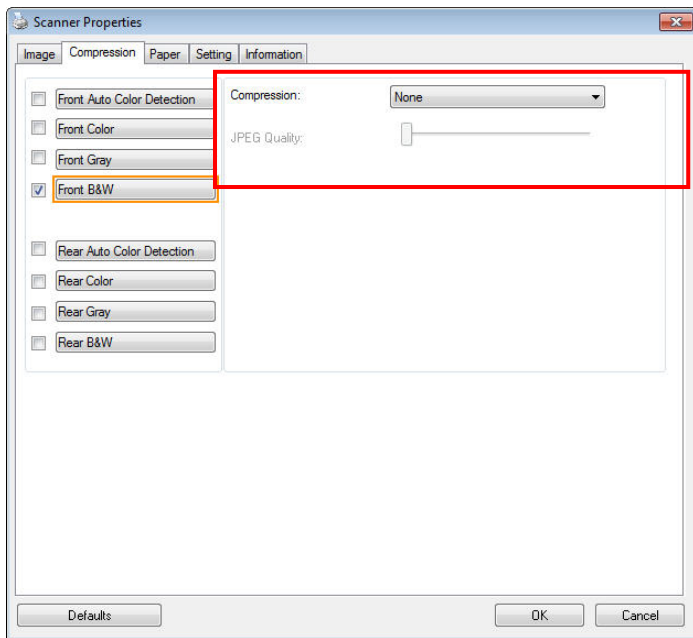 Scanner Properties
Image Compression Paper Setting Information
Front Auto Color Detection
Front Color
Front Gray
Front B&W
Rear Auto Color Detection
Rear Color
Rear Gray
Rear B&W
Compression: None
JPEG Quality:
Defaults OK Cancel